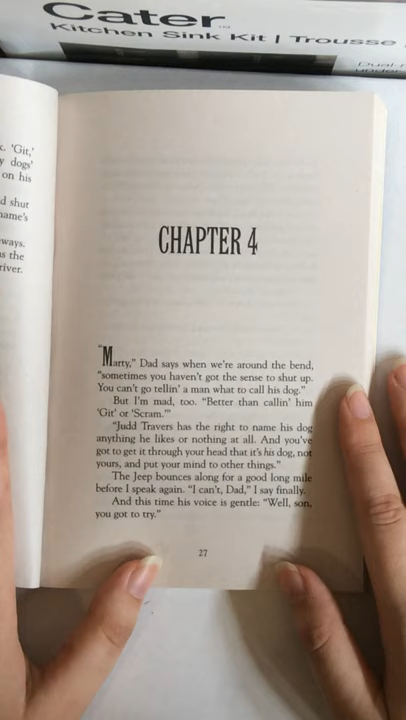 Cater™
Kitchen Sink Kit | Trousse
k. 'Git,'
y dogs'
on his
d shut
name's
ways.
s the
river.
CHAPTER 4
"Marty," Dad says when we're around the bend,
"sometimes you haven't got the sense to shut up.
You can't go tellin' a man what to call his dog."
But I'm mad, too. "Better than callin' him
'Git' or 'Scram.'"
"Judd Travers has the right to name his dog
anything he likes or nothing at all. And you've
got to get it through your head that it's his dog, not
yours, and put your mind to other things."
The Jeep bounces along for a good long mile
before I speak again. "I can't, Dad," I say finally.
And this time his voice is gentle: "Well, son,
you got to try."
27